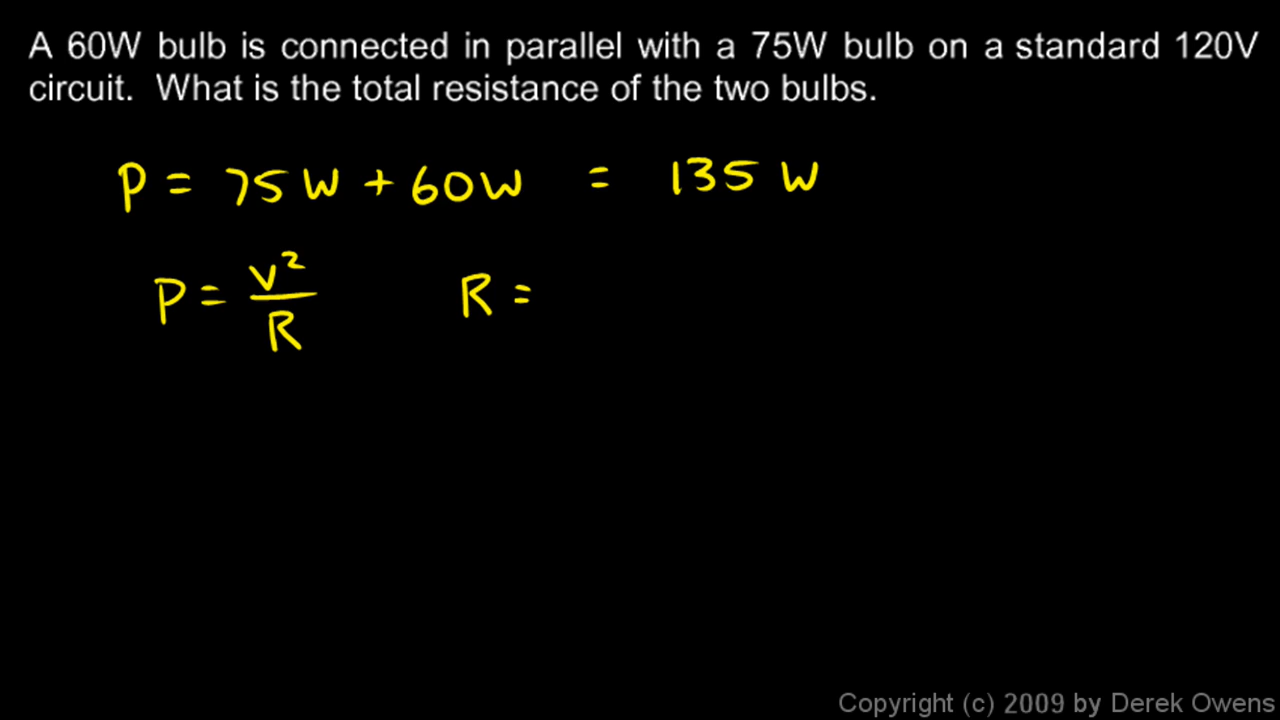 A 60W bulb is connected in parallel with a 75W bulb on a standard 120V
circuit. What is the total resistance of the two bulbs.
P = 75W + 60W = 135 W
P = V²/R R =
Copyright (c) 2009 by Derek Owens